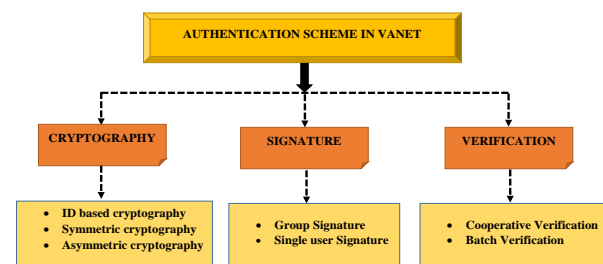 AUTHENTICATION SCHEME IN VANET
CRYPTOGRAPHY
SIGNATURE
VERIFICATION
• ID based cryptography
• Symmetric cryptography
• Asymmetric cryptography
• Group Signature
• Single user Signature
• Cooperative Verification
• Batch Verification